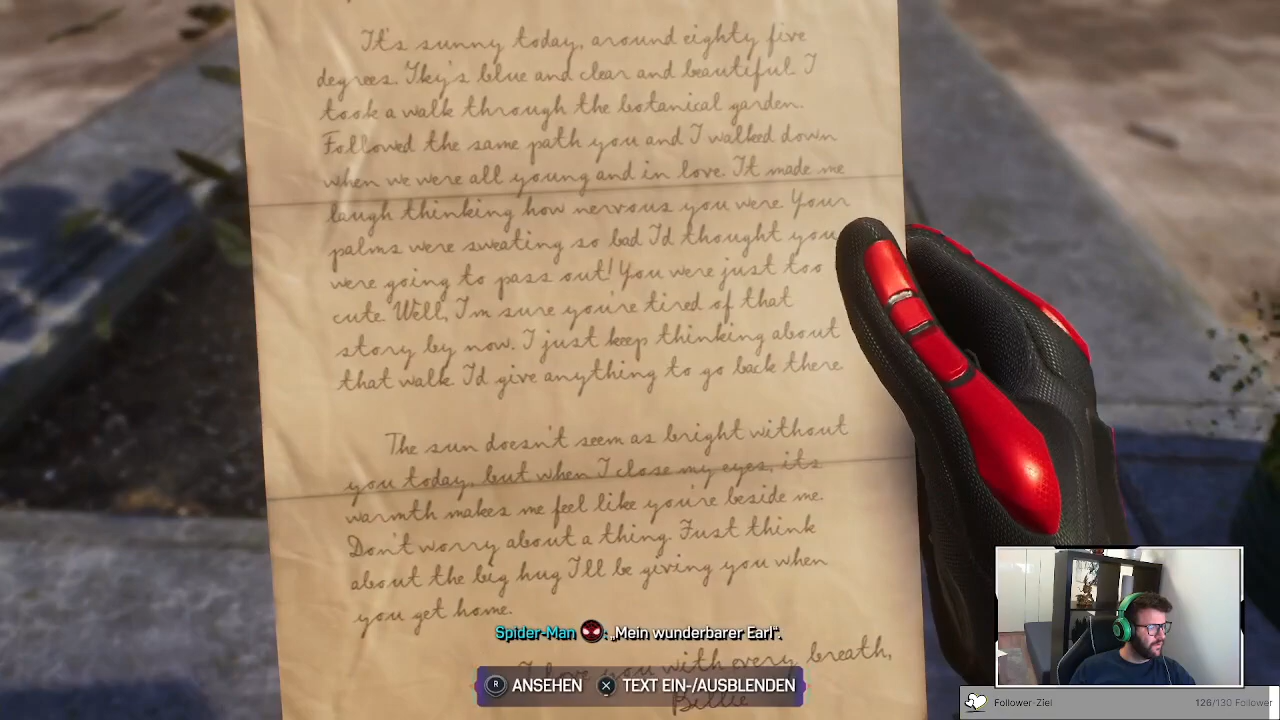 It's sunny today, around eighty five
degrees. Sky's blue and clear and beautiful. I
took a walk through the botanical garden.
Followed the same path you and I walked down
when we were all young and in love. It made me
laugh thinking how nervous you were. Your
palms were sweating so bad I'd thought you
were going to pass out! You were just too
cute. Well, I'm sure you're tired of that
story by now. I just keep thinking about
that walk. I'd give anything to go back there
The sun doesn't seem as bright without
you today, but when I close my eyes, its
warmth makes me feel like you're beside me.
Don't worry about a thing. Just think
about the big hug I'll be giving you when
you get home.
Spider-Man : „Mein wunderbarer Earl".
I love you with every breath,
R ANSEHEN X TEXT EIN-/AUSBLENDEN
Billie
Follower-Ziel 126/130 Follower